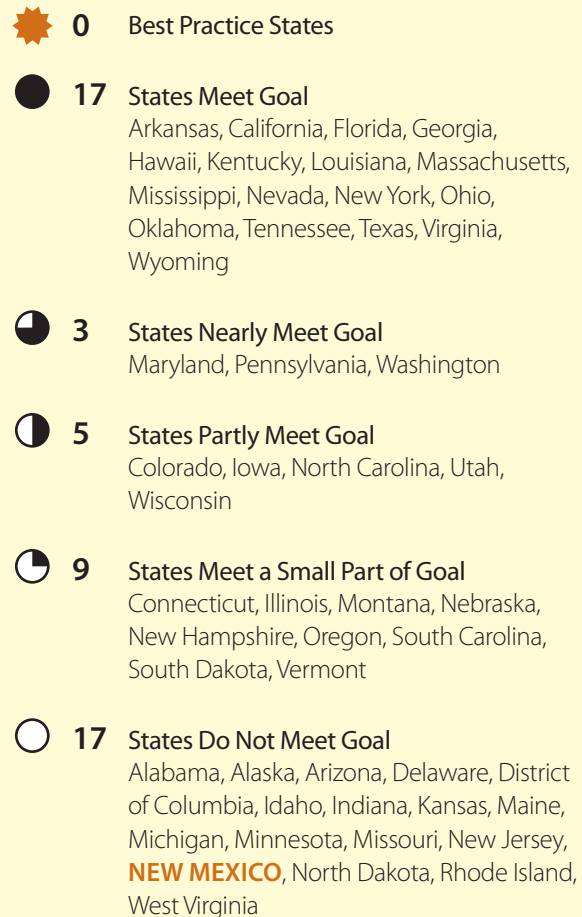 0 Best Practice States
17 States Meet Goal
Arkansas, California, Florida, Georgia,
Hawaii, Kentucky, Louisiana, Massachusetts,
Mississippi, Nevada, New York, Ohio,
Oklahoma, Tennessee, Texas, Virginia,
Wyoming
3 States Nearly Meet Goal
Maryland, Pennsylvania, Washington
5 States Partly Meet Goal
Colorado, Iowa, North Carolina, Utah,
Wisconsin
9 States Meet a Small Part of Goal
Connecticut, Illinois, Montana, Nebraska,
New Hampshire, Oregon, South Carolina,
South Dakota, Vermont
17 States Do Not Meet Goal
Alabama, Alaska, Arizona, Delaware, District
of Columbia, Idaho, Indiana, Kansas, Maine,
Michigan, Minnesota, Missouri, New Jersey,
NEW MEXICO, North Dakota, Rhode Island,
West Virginia